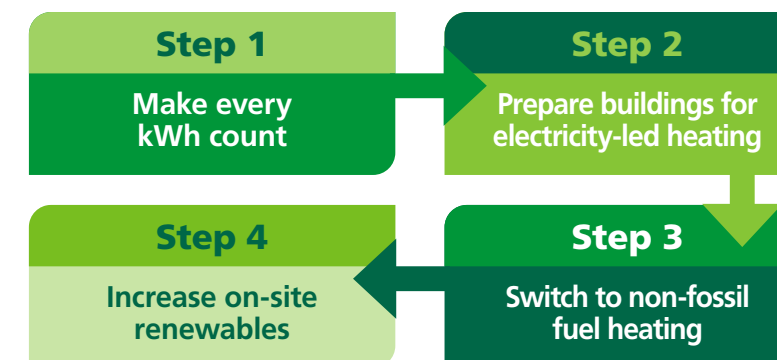 Step 1
Make every
kWh count
Step 2
Prepare buildings for
electricity-led heating
Step 3
Switch to non-fossil
fuel heating
Step 4
Increase on-site
renewables